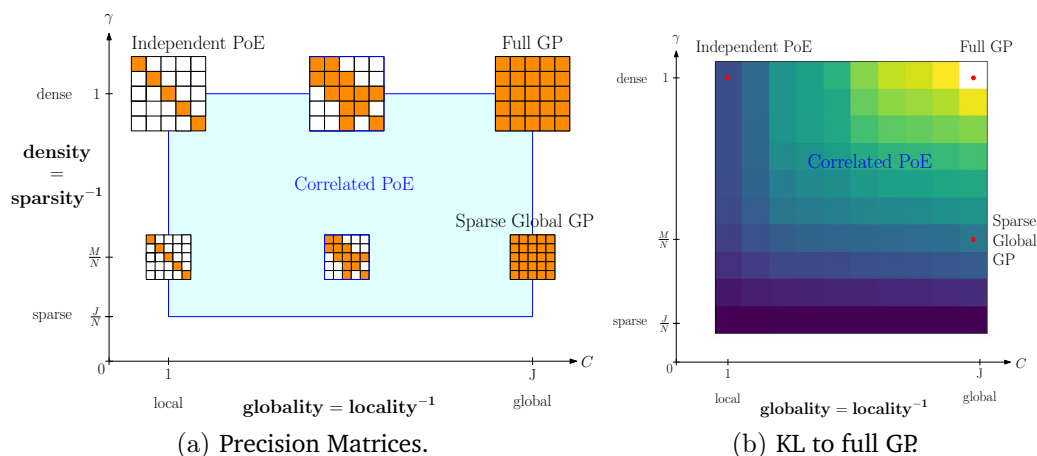 γ
Independent PoE
Full GP
dense
1
density
=
sparsity⁻¹
Correlated PoE
Sparse Global GP
M/N
sparse
J/N
0
1
J
C
local
globality = locality⁻¹
global
(a) Precision Matrices.
γ
Independent PoE
Full GP
dense
1
Correlated PoE
Sparse
Global
GP
M/N
sparse
J/N
0
1
J
C
local
global
globality = locality⁻¹
(b) KL to full GP.